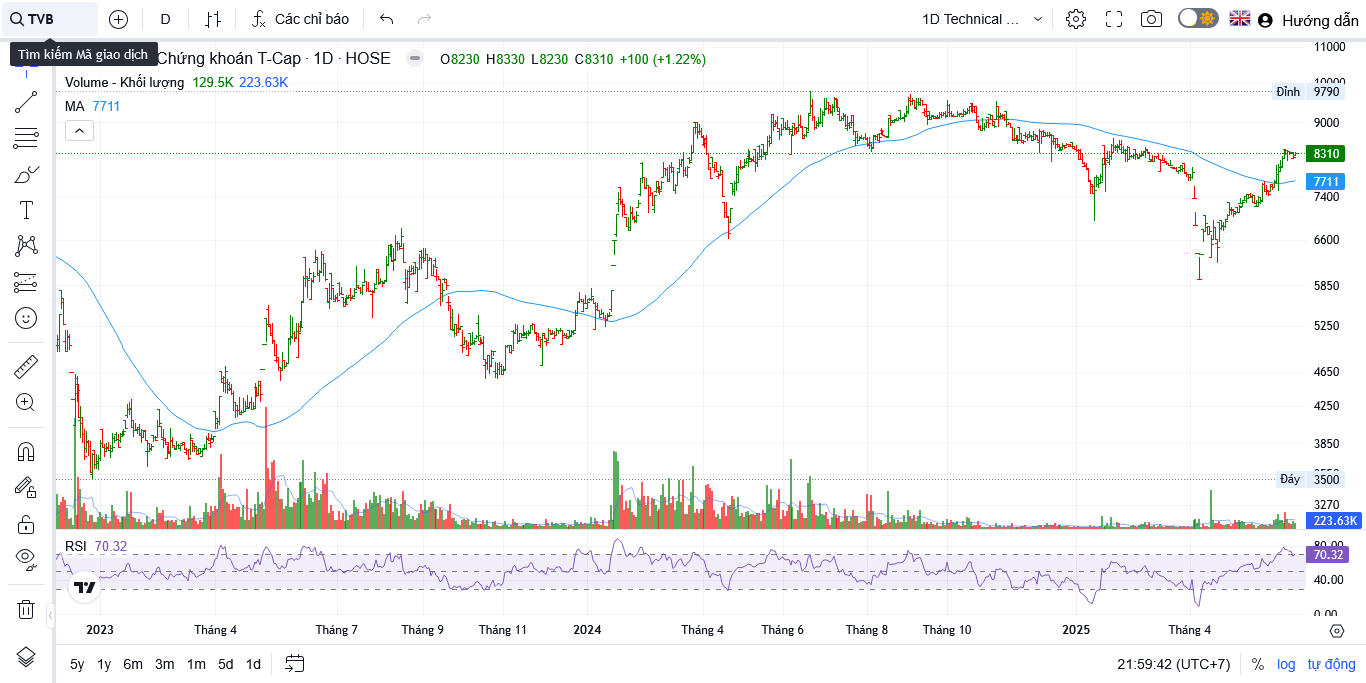 TVB D Các chỉ báo 1D Technical ... Hướng dẫn
Tìm kiếm Mã giao dịch
Chứng khoán T-Cap · 1D · HOSE O8230 H8330 L8230 C8310 +100 (+1.22%)
Volume - Khối lượng 129.5K 223.63K
MA 7711
11000
10000
Đỉnh 9790
9000
8310
7711
7400
6600
5850
5250
4650
4250
3850
3550
Đáy 3500
3270
223.63K
RSI 70.32
80.00
70.32
40.00
0.00
2023 Tháng 4 Tháng 7 Tháng 9 Tháng 11 2024 Tháng 4 Tháng 6 Tháng 8 Tháng 10 2025 Tháng 4
5y 1y 6m 3m 1m 5d 1d 21:59:42 (UTC+7) % log tự động